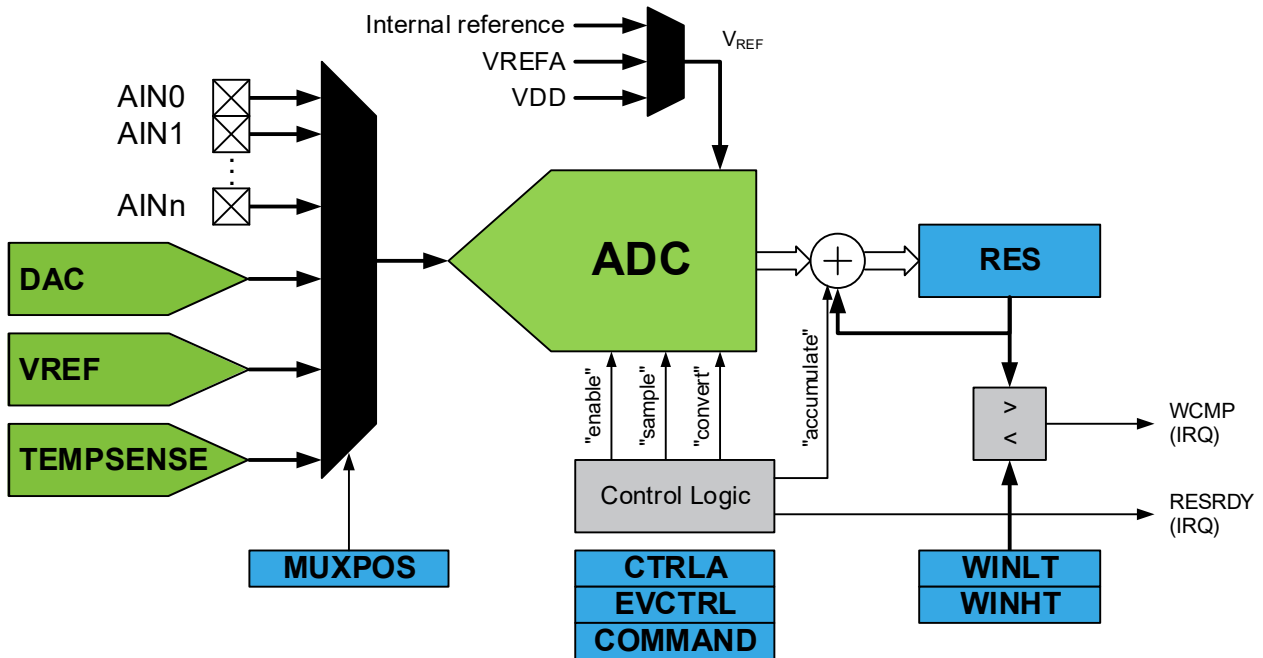 Internal reference
VREFA
VDD
VREF
AIN0
AIN1
AINn
DAC
VREF
TEMPSENSE
ADC
RES
"enable"
"sample"
"convert"
"accumulate"
>
<
WCMP
(IRQ)
Control Logic
RESRDY
(IRQ)
MUXPOS
CTRLA
EVCTRL
COMMAND
WINLT
WINHT